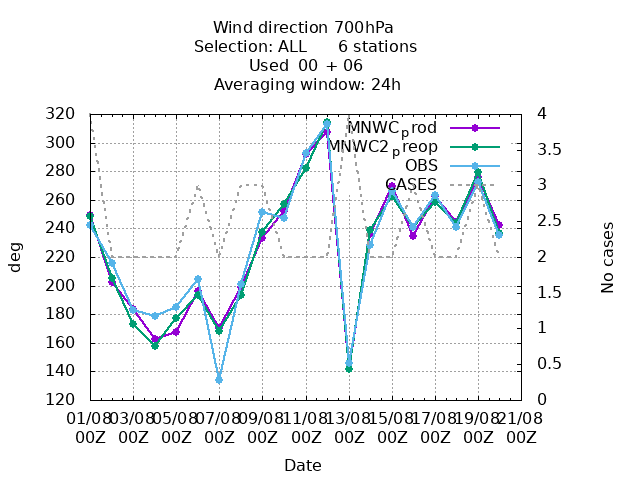 Wind direction 700hPa
Selection: ALL 6 stations
Used 00 + 06
Averaging window: 24h
320
300
280
260
240
220
200
180
160
140
120
deg
4
3.5
3
2.5
2
1.5
1
0.5
0
No cases
MNWCprod
MNWC2preop
OBS
CASES
01/08 03/08 05/08 07/08 09/08 11/08 13/08 15/08 17/08 19/08 21/08
00Z 00Z 00Z 00Z 00Z 00Z 00Z 00Z 00Z 00Z 00Z
Date